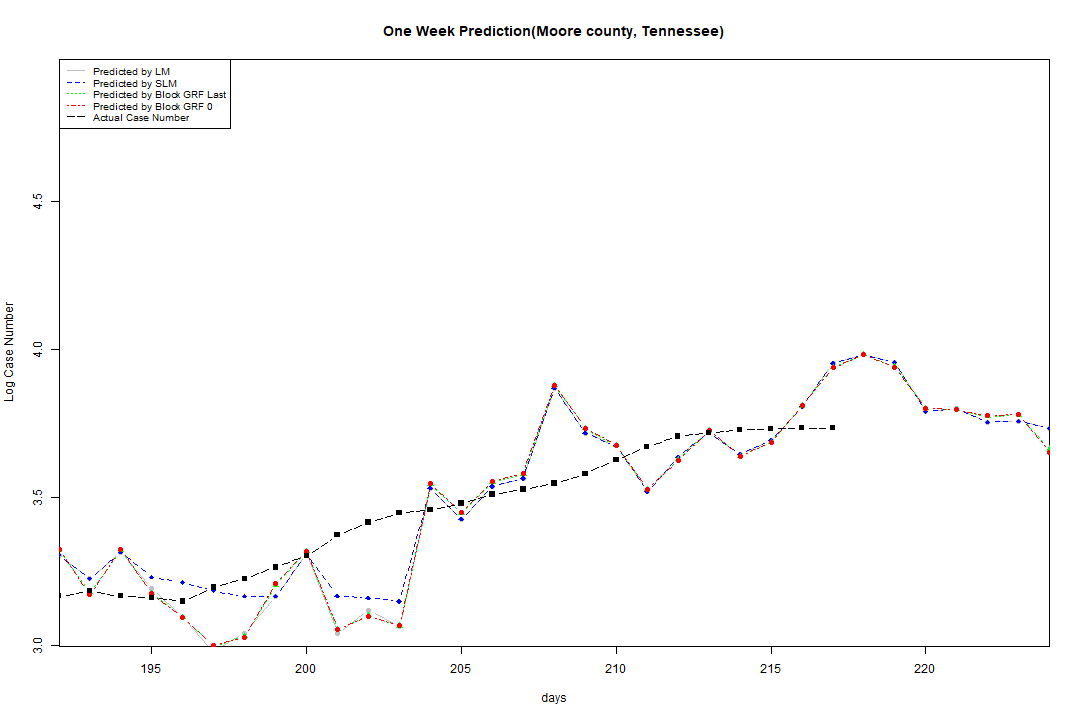 One Week Prediction(Moore county, Tennessee)
Predicted by LM
Predicted by SLM
Predicted by Block GRF Last
Predicted by Block GRF 0
Actual Case Number
Log Case Number
4.5
4.0
3.5
3.0
195 200 205 210 215 220
days